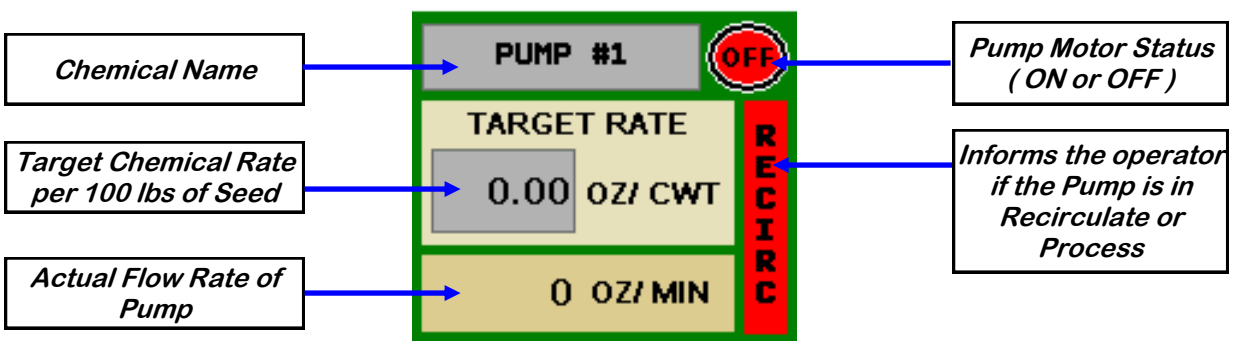 Chemical Name
Target Chemical Rate
per 100 lbs of Seed
Actual Flow Rate of
Pump
PUMP #1
OFF
TARGET RATE
0.00 OZ/ CWT
0 OZ/ MIN
RECIRC
Pump Motor Status
( ON or OFF )
Informs the operator
if the Pump is in
Recirculate or
Process